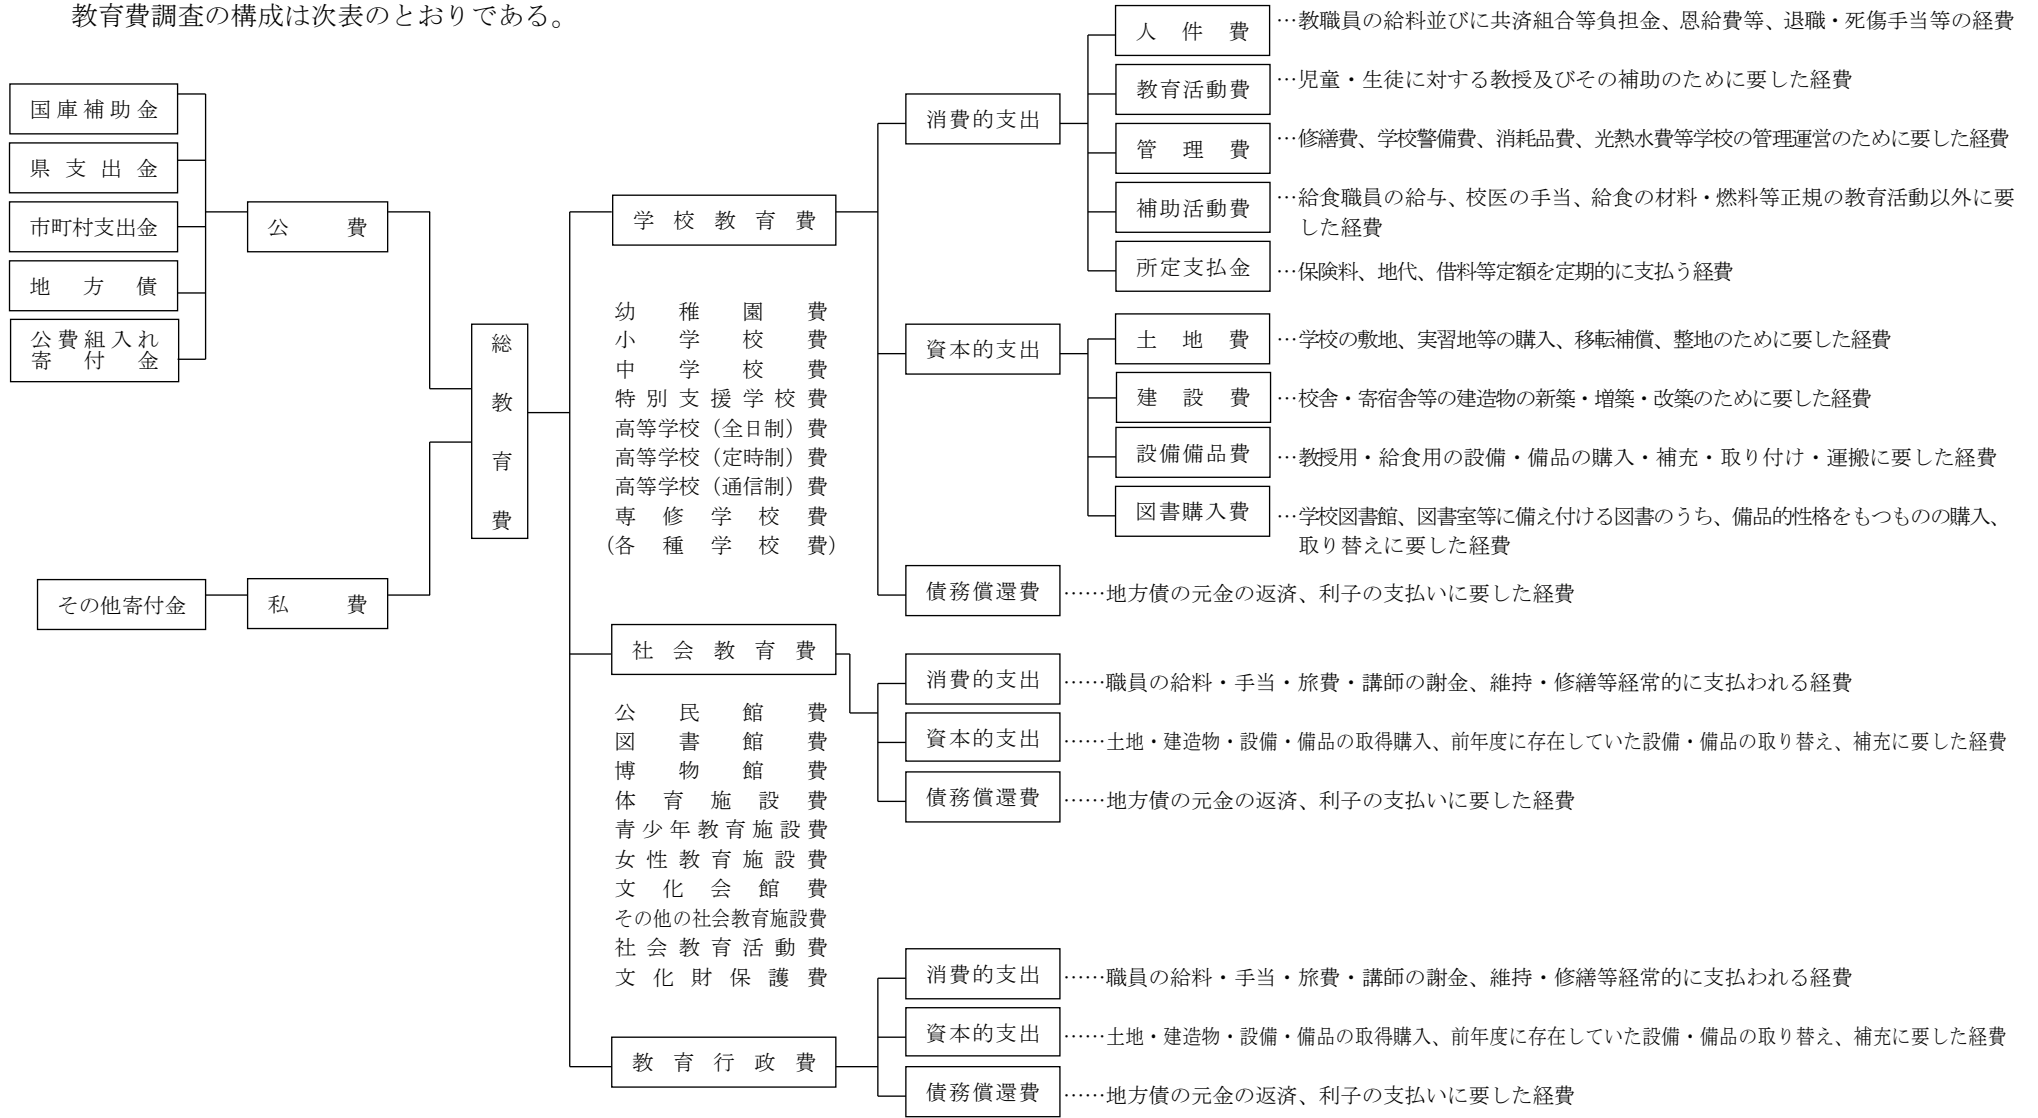 教育費調査の構成は次表のとおりである。
国庫補助金
県支出金
市町村支出金
地方債
公費組入れ
寄付金
公費
その他寄付金
私費
総教育費
学校教育費
幼稚園費
小学校費
中学校費
特別支援学校費
高等学校（全日制）費
高等学校（定時制）費
高等学校（通信制）費
専修学校費
（各種学校費）
消費的支出
人件費…教職員の給料並びに共済組合等負担金、恩給費等、退職・死傷手当等の経費
教育活動費…児童・生徒に対する教授及びその補助のために要した経費
管理費…修繕費、学校警備費、消耗品費、光熱水費等学校の管理運営のために要した経費
補助活動費…給食職員の給与、校医の手当、給食の材料・燃料等正規の教育活動以外に要
した経費
所定支払金…保険料、地代、借料等定額を定期的に支払う経費
資本的支出
土地費…学校の敷地、実習地等の購入、移転補償、整地のために要した経費
建設費…校舎・寄宿舎等の建造物の新築・増築・改築のために要した経費
設備備品費…教授用・給食用の設備・備品の購入・補充・取り付け・運搬に要した経費
図書購入費…学校図書館、図書室等に備え付ける図書のうち、備品的性格をもつものの購入、
取り替えに要した経費
債務償還費……地方債の元金の返済、利子の支払いに要した経費
社会教育費
公民館費
図書館費
博物館費
体育施設費
青少年教育施設費
女性教育施設費
文化会館費
その他の社会教育施設費
社会教育活動費
文化財保護費
消費的支出……職員の給料・手当・旅費・講師の謝金、維持・修繕等経常的に支払われる経費
資本的支出……土地・建造物・設備・備品の取得購入、前年度に存在していた設備・備品の取り替え、補充に要した経費
債務償還費……地方債の元金の返済、利子の支払いに要した経費
教育行政費
消費的支出……職員の給料・手当・旅費・講師の謝金、維持・修繕等経常的に支払われる経費
資本的支出……土地・建造物・設備・備品の取得購入、前年度に存在していた設備・備品の取り替え、補充に要した経費
債務償還費……地方債の元金の返済、利子の支払いに要した経費